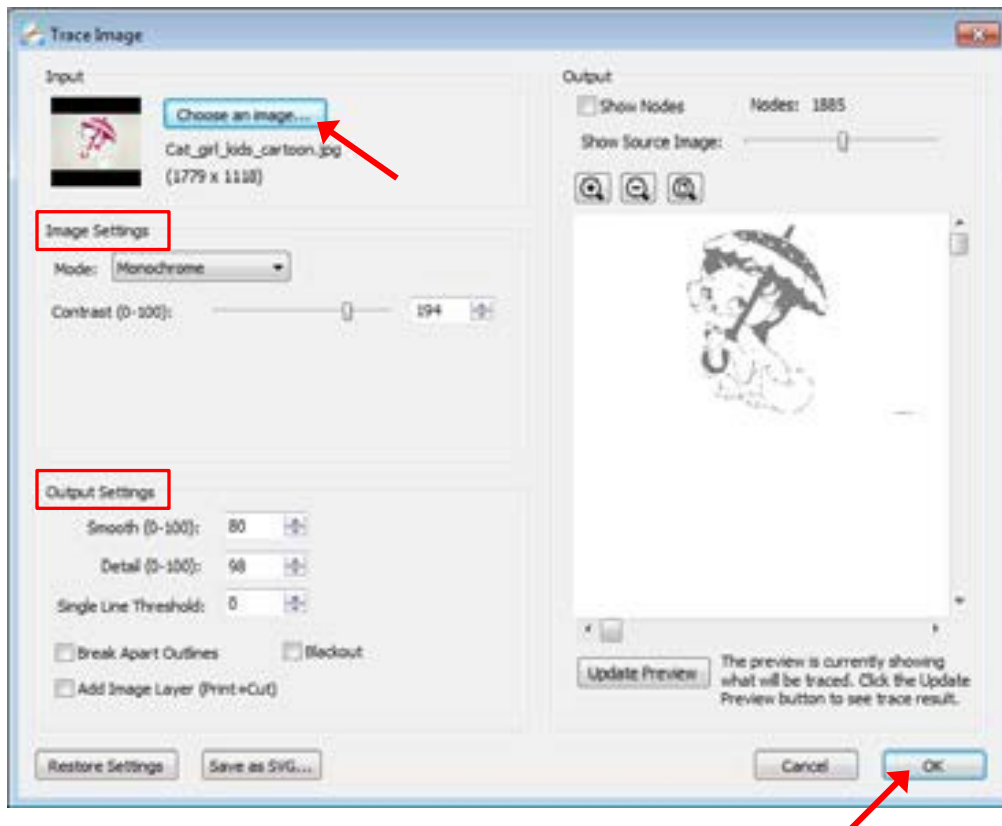 Trace Image
Input
Choose an image...
Cat_girl_kids_cartoon.jpg
(1779 x 1118)
Image Settings
Mode: Monochrome
Contrast (0-100): 194
Output Settings
Smooth (0-100): 80
Detail (0-100): 98
Single Line Threshold: 0
Break Apart Outlines Blackout
Add Image Layer (Print+Cut)
Restore Settings Save as SVG...
Output
Show Nodes Nodes: 1885
Show Source Image:
Update Preview
The preview is currently showing
what will be traced. Click the Update
Preview button to see trace result.
Cancel OK